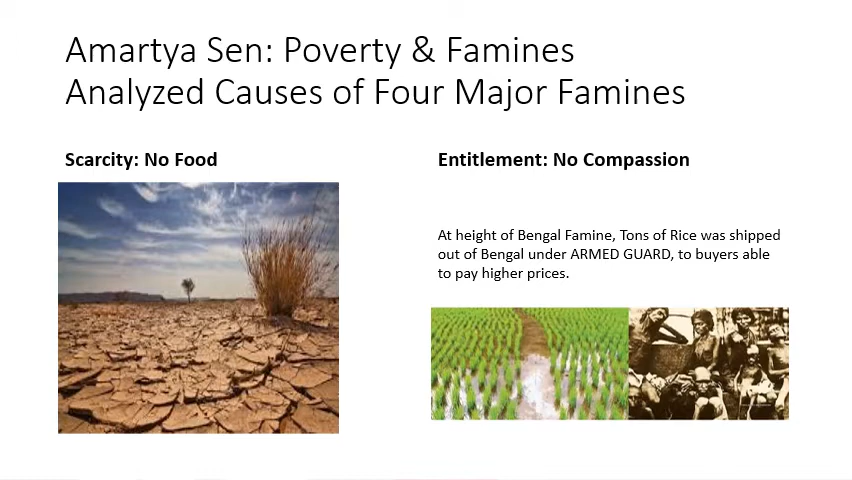 Amartya Sen: Poverty & Famines
Analyzed Causes of Four Major Famines
Scarcity: No Food
Entitlement: No Compassion
At height of Bengal Famine, Tons of Rice was shipped
out of Bengal under ARMED GUARD, to buyers able
to pay higher prices.